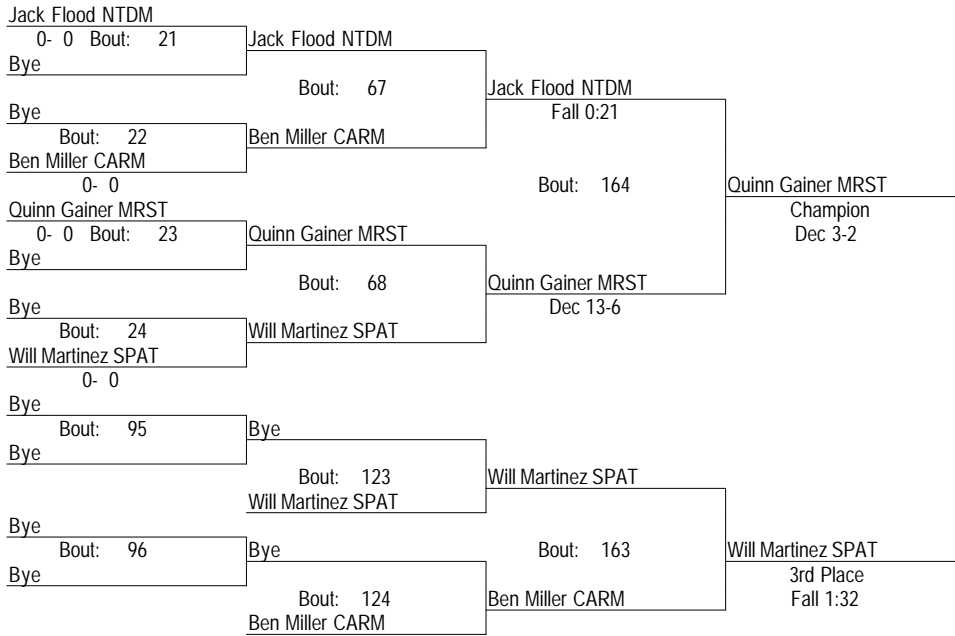 Jack Flood NTDM
0- 0 Bout: 21
Jack Flood NTDM
Bye
Bout: 67
Jack Flood NTDM
Bye
Fall 0:21
Bout: 22
Ben Miller CARM
Ben Miller CARM
0- 0
Bout: 164
Quinn Gainer MRST
Quinn Gainer MRST
Champion
0- 0 Bout: 23
Quinn Gainer MRST
Dec 3-2
Bye
Bout: 68
Quinn Gainer MRST
Bye
Dec 13-6
Bout: 24
Will Martinez SPAT
Will Martinez SPAT
0- 0
Bye
Bout: 95
Bye
Bye
Bout: 123
Will Martinez SPAT
Will Martinez SPAT
Bye
Bout: 96
Bye
Bout: 163
Will Martinez SPAT
Bye
3rd Place
Bout: 124
Ben Miller CARM
Fall 1:32
Ben Miller CARM